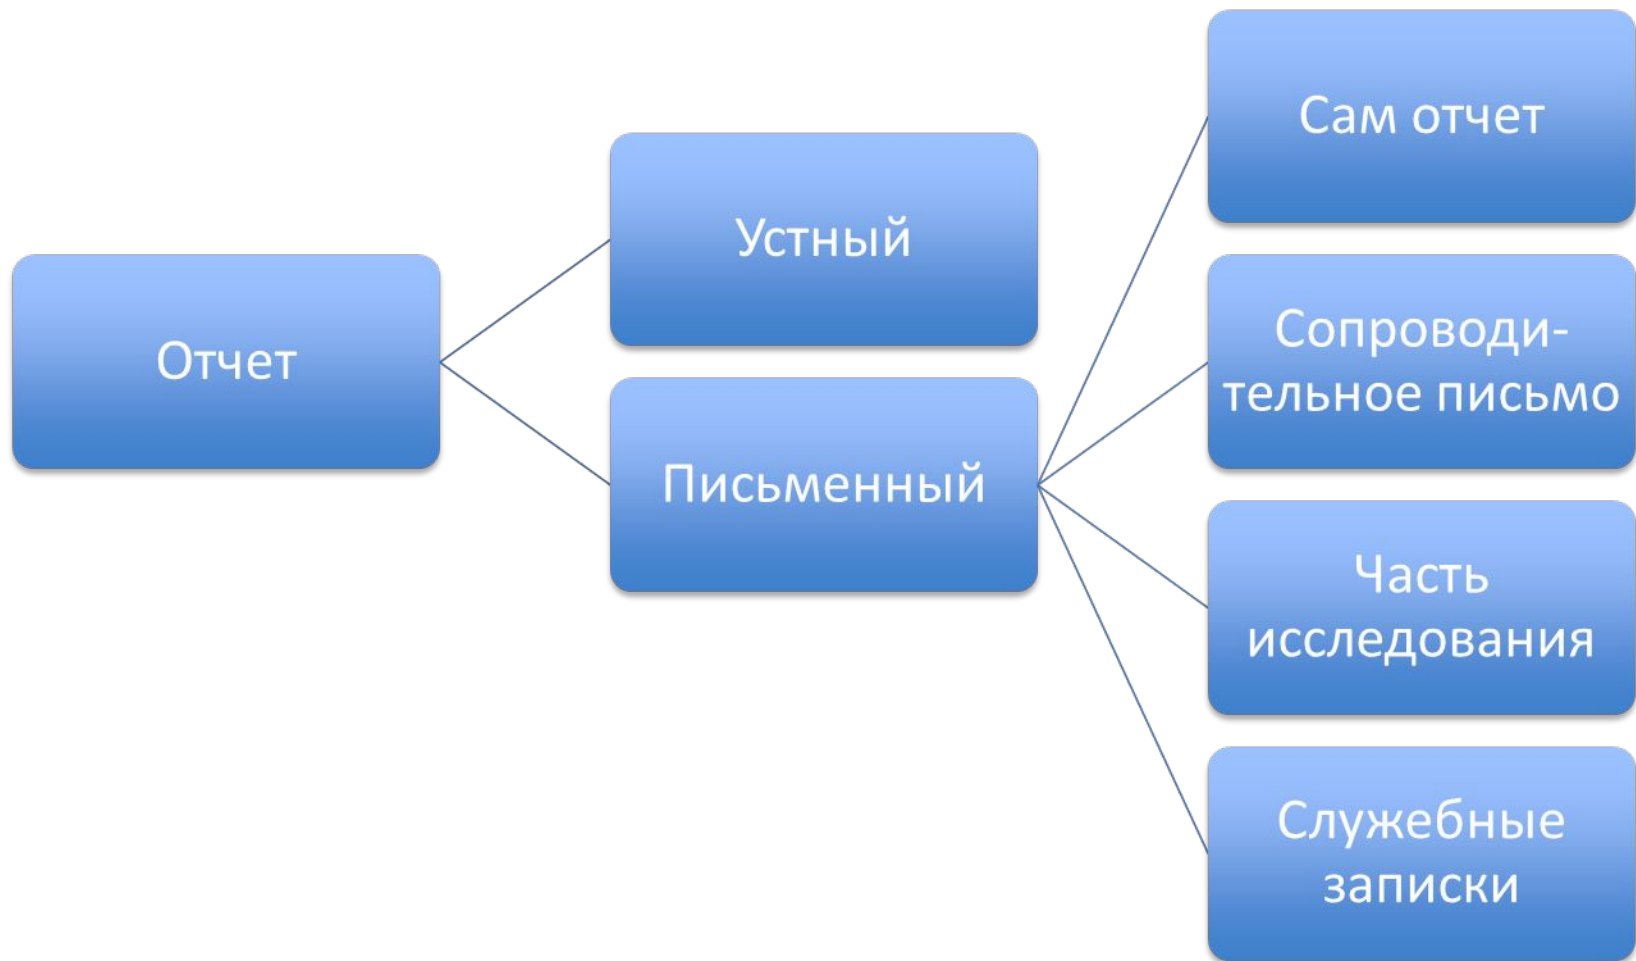 Отчет
Устный
Письменный
Сам отчет
Сопроводи-
тельное письмо
Часть
исследования
Служебные
записки